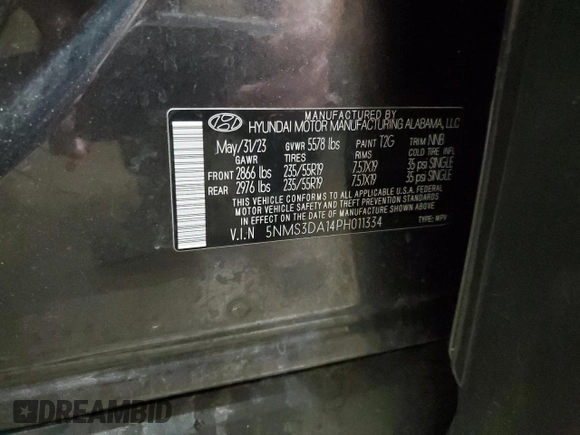 MANUFACTURED BY
HYUNDAI MOTOR MANUFACTURING ALABAMA, LLC
May/31/23 GVWR 5578 lbs PAINT T2G TRIM NNB
GAWR TIRES RIMS COLD TIRE INFL.
FRONT 2866 lbs 235/55R19 7.5JX19 35 psi SINGLE
REAR 2976 lbs 235/55R19 7.5JX19 35 psi SINGLE
THIS VEHICLE CONFORMS TO ALL APPLICABLE U.S.A. FEDERAL
MOTOR VEHICLE SAFETY STANDARDS IN EFFECT ON THE
DATE OF MANUFACTURE SHOWN ABOVE
V.I.N 5NMS3DA14PH011334 TYPE: MPV
DREAMBID